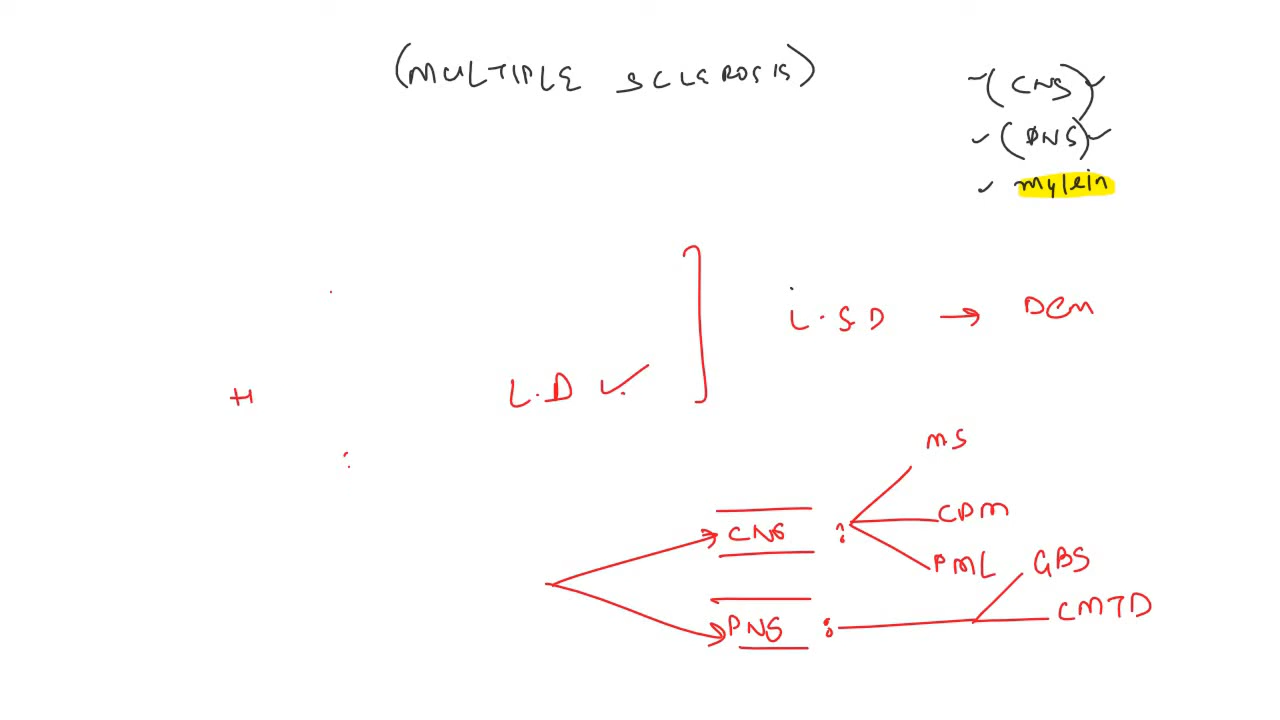 (MULTIPLE SCLEROSIS)
(CNS)
(PNS)
mylein
L.S.D → DCM
H
L.D
MS
CNS : CPM
PML GBS
PNS : CMTD